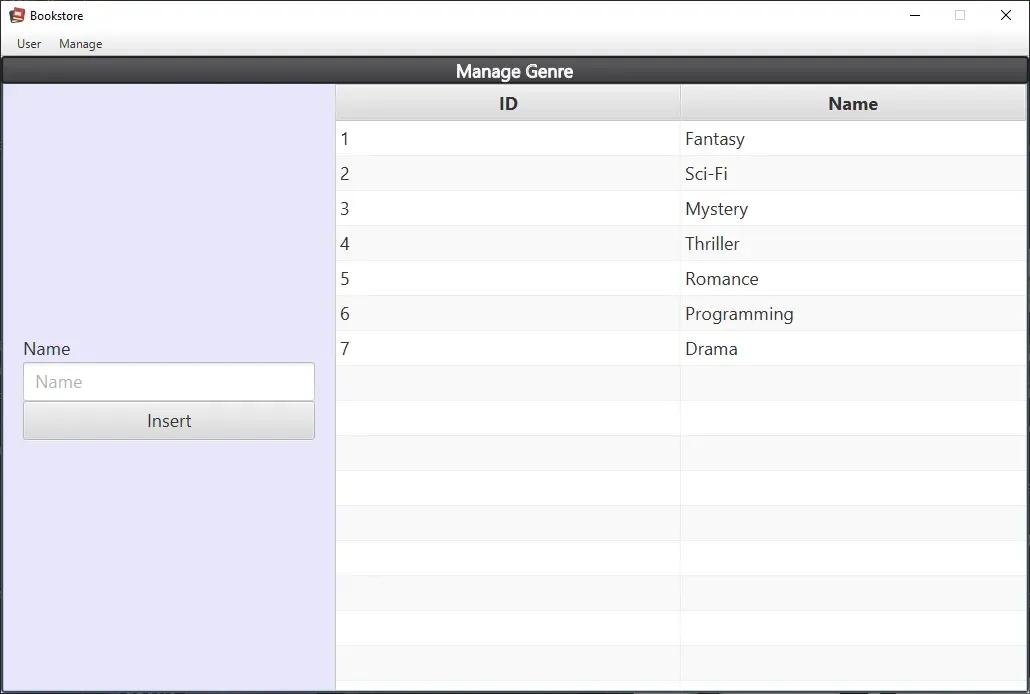 Bookstore
User Manage
Manage Genre
Name
Name
Insert
ID Name
1 Fantasy
2 Sci-Fi
3 Mystery
4 Thriller
5 Romance
6 Programming
7 Drama